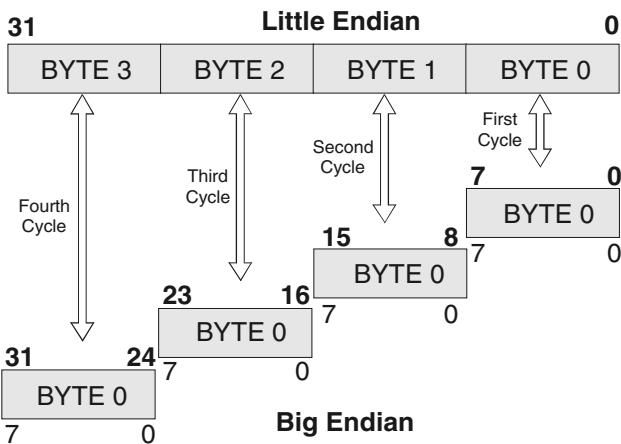 Little Endian
31 0
BYTE 3 BYTE 2 BYTE 1 BYTE 0
First
Cycle
Second
Cycle
Third
Cycle
Fourth
Cycle
7 0
BYTE 0
7 0
15 8
BYTE 0
7 0
23 16
BYTE 0
7 0
31 24
BYTE 0
7 0
Big Endian